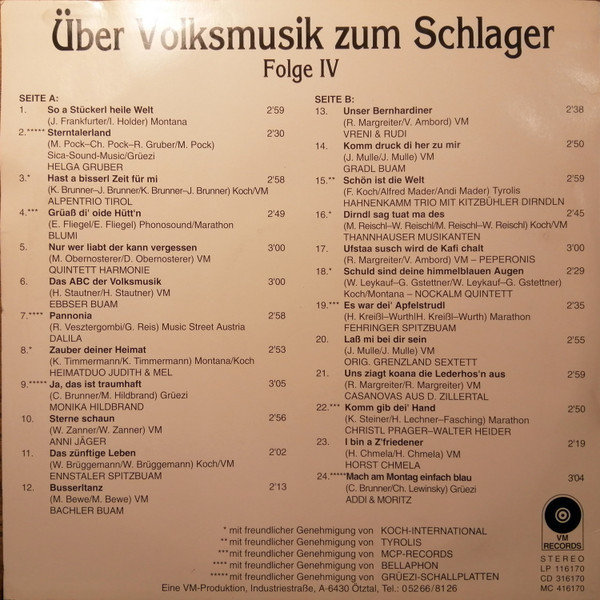 Über Volksmusik zum Schlager
Folge IV
SEITE A:
1. So a Stückerl heile Welt 2'59
(J. Frankfurter/I. Holder) Montana
2.***** Sterntalerland 2'30
(M. Pock–Ch. Pock–R. Gruber/M. Pock)
Sica-Sound-Music/Grüezi
HELGA GRUBER
3.* Hast a bisserl Zeit für mi 2'58
(K. Brunner–J. Brunner/K. Brunner–J. Brunner) Koch/VM
ALPENTRIO TIROL
4.*** Grüaß di' oide Hütt'n 2'49
(E. Fliegel/E. Fliegel) Phonosound/Marathon
BLUMI
5. Nur wer liabt der kann vergessen 3'00
(M. Obernosterer/D. Obernosterer) VM
QUINTETT HARMONIE
6. Das ABC der Volksmusik 3'00
(H. Stautner/H. Stautner) VM
EBBSER BUAM
7.**** Pannonia 2'58
(R. Vesztergombi/G. Reis) Music Street Austria
DALILA
8.* Zauber deiner Heimat 2'53
(K. Timmermann/K. Timmermann) Montana/Koch
HEIMATDUO JUDITH & MEL
9.***** Ja, das ist traumhaft 3'05
(C. Brunner/M. Hildbrand) Grüezi
MONIKA HILDBRAND
10. Sterne schaun 2'56
(W. Zanner/W. Zanner) VM
ANNI JÄGER
11. Das zünftige Leben 2'02
(W. Brüggemann/W. Brüggemann) Koch/VM
ENNSTALER SPITZBUAM
12. Busserltanz 2'13
(M. Bewe/M. Bewe) VM
BACHLER BUAM
SEITE B:
13. Unser Bernhardiner 2'38
(R. Margreiter/V. Ambord) VM
VRENI & RUDI
14. Komm druck di her zu mir 2'50
(J. Mulle/J. Mulle) VM
GRADL BUAM
15.** Schön ist die Welt 2'59
(F. Koch/Alfred Mader/Andi Mader) Tyrolis
HAHNENKAMM TRIO MIT KITZBÜHLER DIRNDLN
16.* Dirndl sag tuat ma des 2'45
(M. Reischl–W. Reischl/M. Reischl–W. Reischl) Koch/VM
THANNHAUSER MUSIKANTEN
17. Ufstaa susch wird de Kafi chalt 3'00
(R. Margreiter/V. Ambord) VM – PEPERONIS
18.* Schuld sind deine himmelblauen Augen 2'29
(W. Leykauf–G. Gstettner/W. Leykauf–G. Gstettner)
Koch/Montana – NOCKALM QUINTETT
19.*** Es war dei' Apfelstrudl 3'03
(H. Kreißl–Wurth/H. Kreißl–Wurth) Marathon
FEHRINGER SPITZBUAM
20. Laß mi bei dir sein 2'55
(J. Mulle/J. Mulle) VM
ORIG. GRENZLAND SEXTETT
21. Uns ziagt koana die Lederhos'n aus 2'59
(R. Margreiter/R. Margreiter) VM
CASANOVAS AUS D. ZILLERTAL
22.*** Komm gib dei' Hand 2'50
(K. Steiner/H. Lechner–Fasching) Marathon
CHRISTL PRAGER–WALTER HEIDER
23. I bin a Z'friedener 2'19
(H. Chmela/H. Chmela) VM
HORST CHMELA
24.***** Mach am Montag einfach blau 3'04
(C. Brunner/Ch. Lewinsky) Grüezi
ADDI & MORITZ
* mit freundlicher Genehmigung von KOCH-INTERNATIONAL
** mit freundlicher Genehmigung von TYROLIS
*** mit freundlicher Genehmigung von MCP-RECORDS
**** mit freundlicher Genehmigung von BELLAPHON
***** mit freundlicher Genehmigung von GRÜEZI-SCHALLPLATTEN
Eine VM-Produktion, Industriestraße, A-6430 Ötztal, Tel.: 05266/8126
VM
RECORDS
STEREO
LP 116170
CD 316170
MC 416170